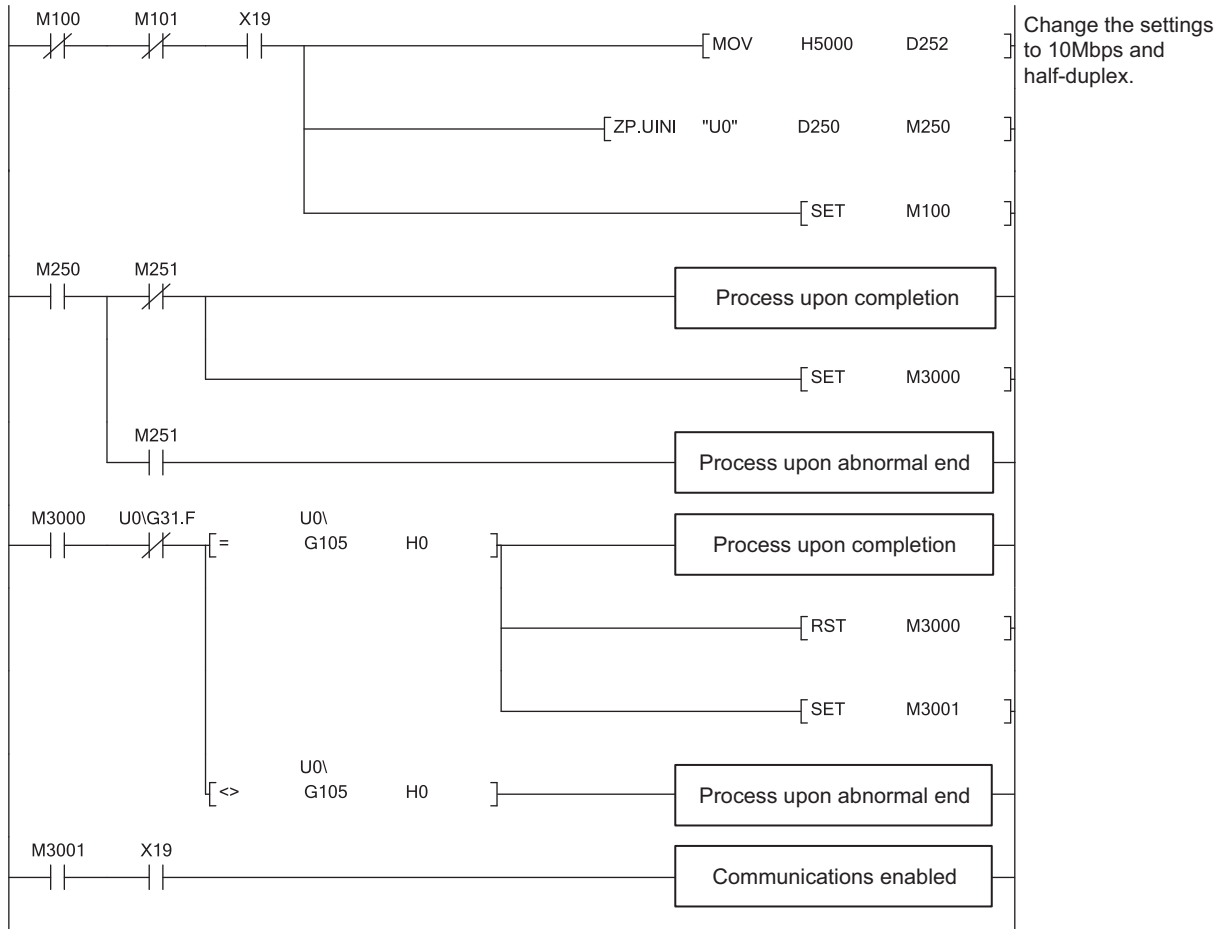 M100 M101 X19
MOV H5000 D252
Change the settings
to 10Mbps and
half-duplex.
ZP.UINI "U0" D250 M250
SET M100
M250 M251
Process upon completion
SET M3000
M251
Process upon abnormal end
M3000 U0\G31.F U0\
= G105 H0
Process upon completion
RST M3000
SET M3001
U0\
<> G105 H0
Process upon abnormal end
M3001 X19
Communications enabled